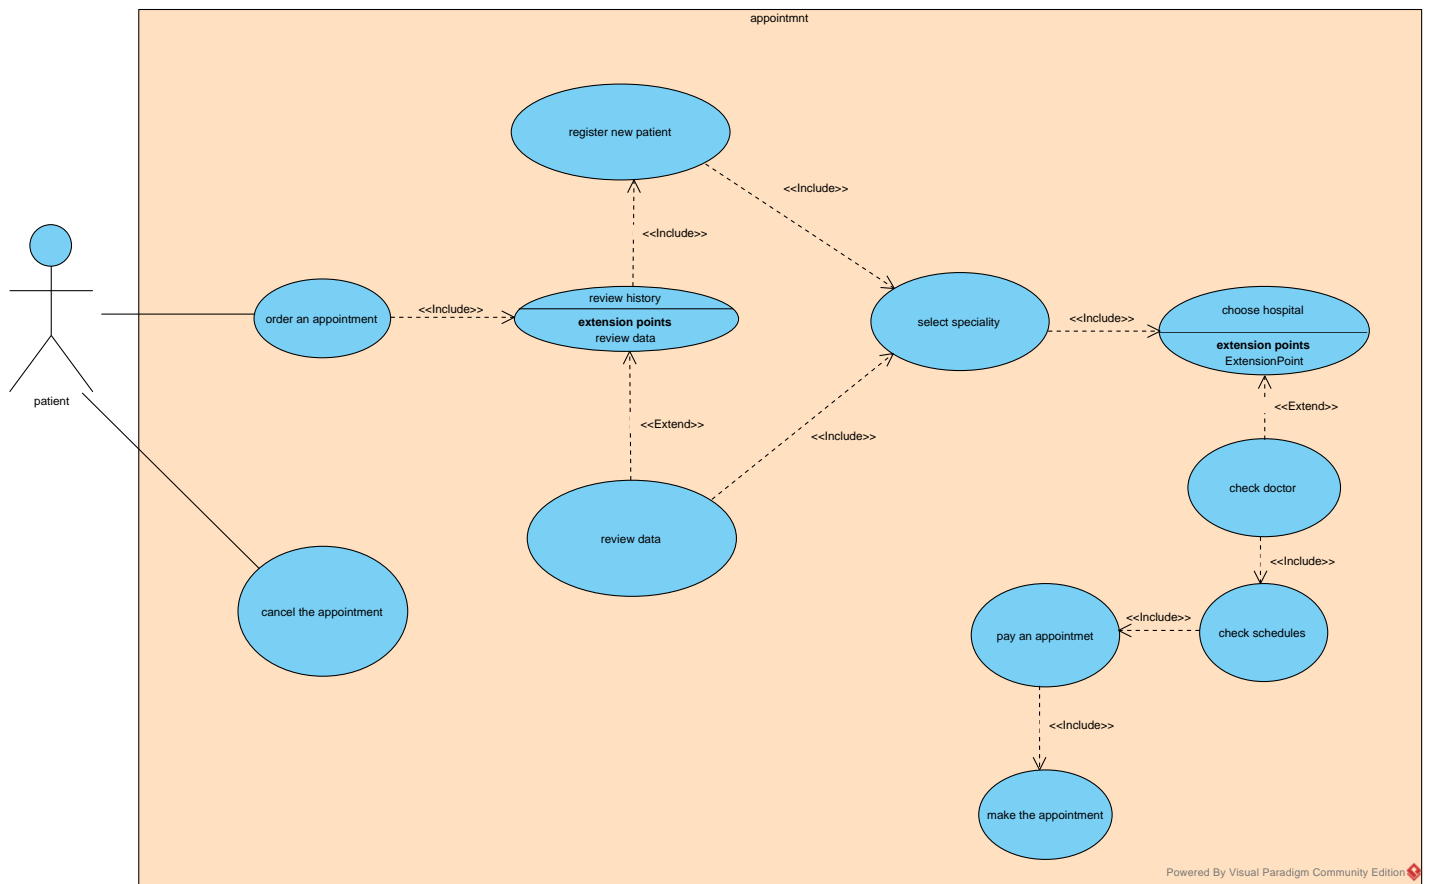 appointmnt
register new patient
<<Include>>
<<Include>>
patient
order an appointment
<<Include>>
review history
extension points
review data
select speciality
<<Include>>
choose hospital
extension points
ExtensionPoint
<<Extend>>
<<Include>>
<<Extend>>
check doctor
review data
<<Include>>
cancel the appointment
pay an appointmet
<<Include>>
check schedules
<<Include>>
make the appointment
Powered By Visual Paradigm Community Edition